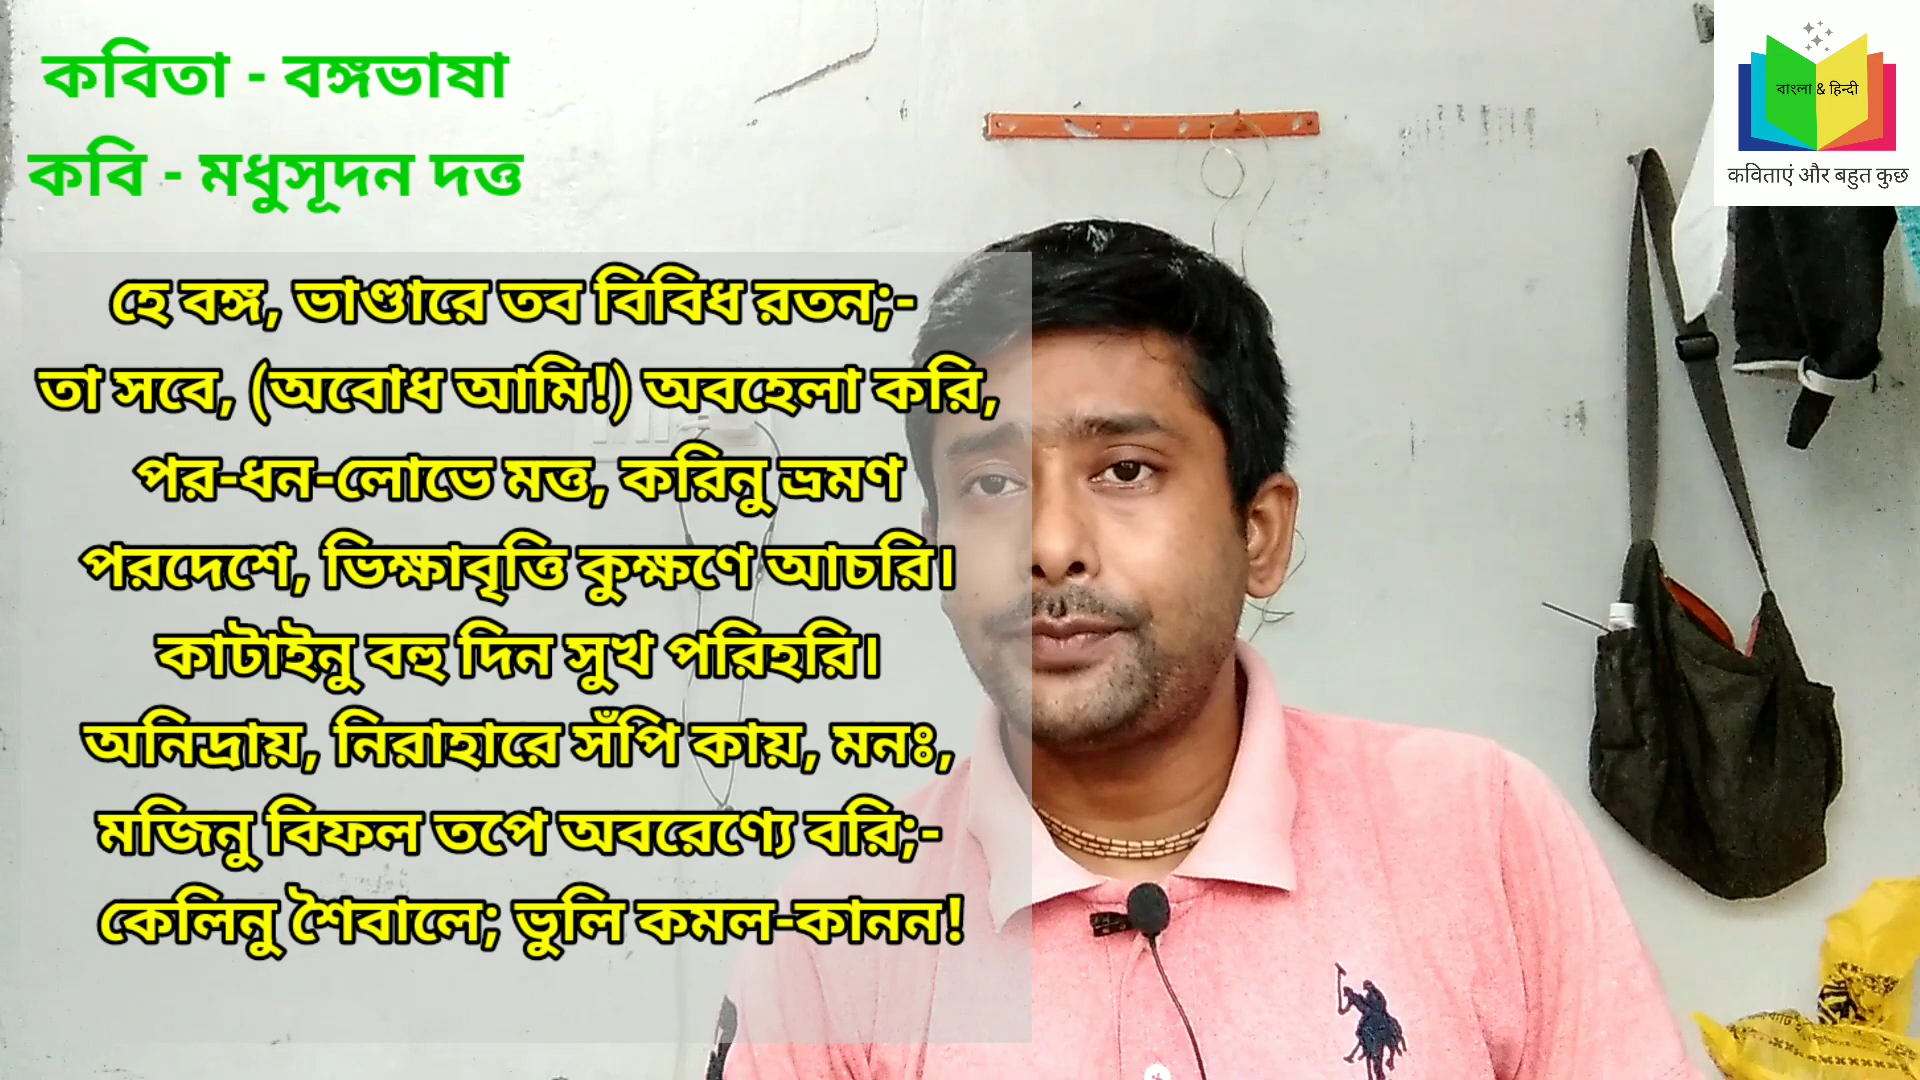 কবিতা - বঙ্গভাষা
কবি - মধুসূদন দত্ত
হে বঙ্গ, ভাণ্ডারে তব বিবিধ রতন;-
তা সবে, (অবোধ আমি!) অবহেলা করি,
পর-ধন-লোভে মত্ত, করিনু ভ্রমণ
পরদেশে, ভিক্ষাবৃত্তি কুক্ষণে আচরি।
কাটাইনু বহু দিন সুখ পরিহরি।
অনিদ্রায়, নিরাহারে সঁপি কায়, মনঃ,
মজিনু বিফল তপে অবরেণ্যে বরি;-
কেলিনু শৈবালে; ভুলি কমল-কানন!
বাংলা & हिन्दी
कविताएं और बहुत कुछ